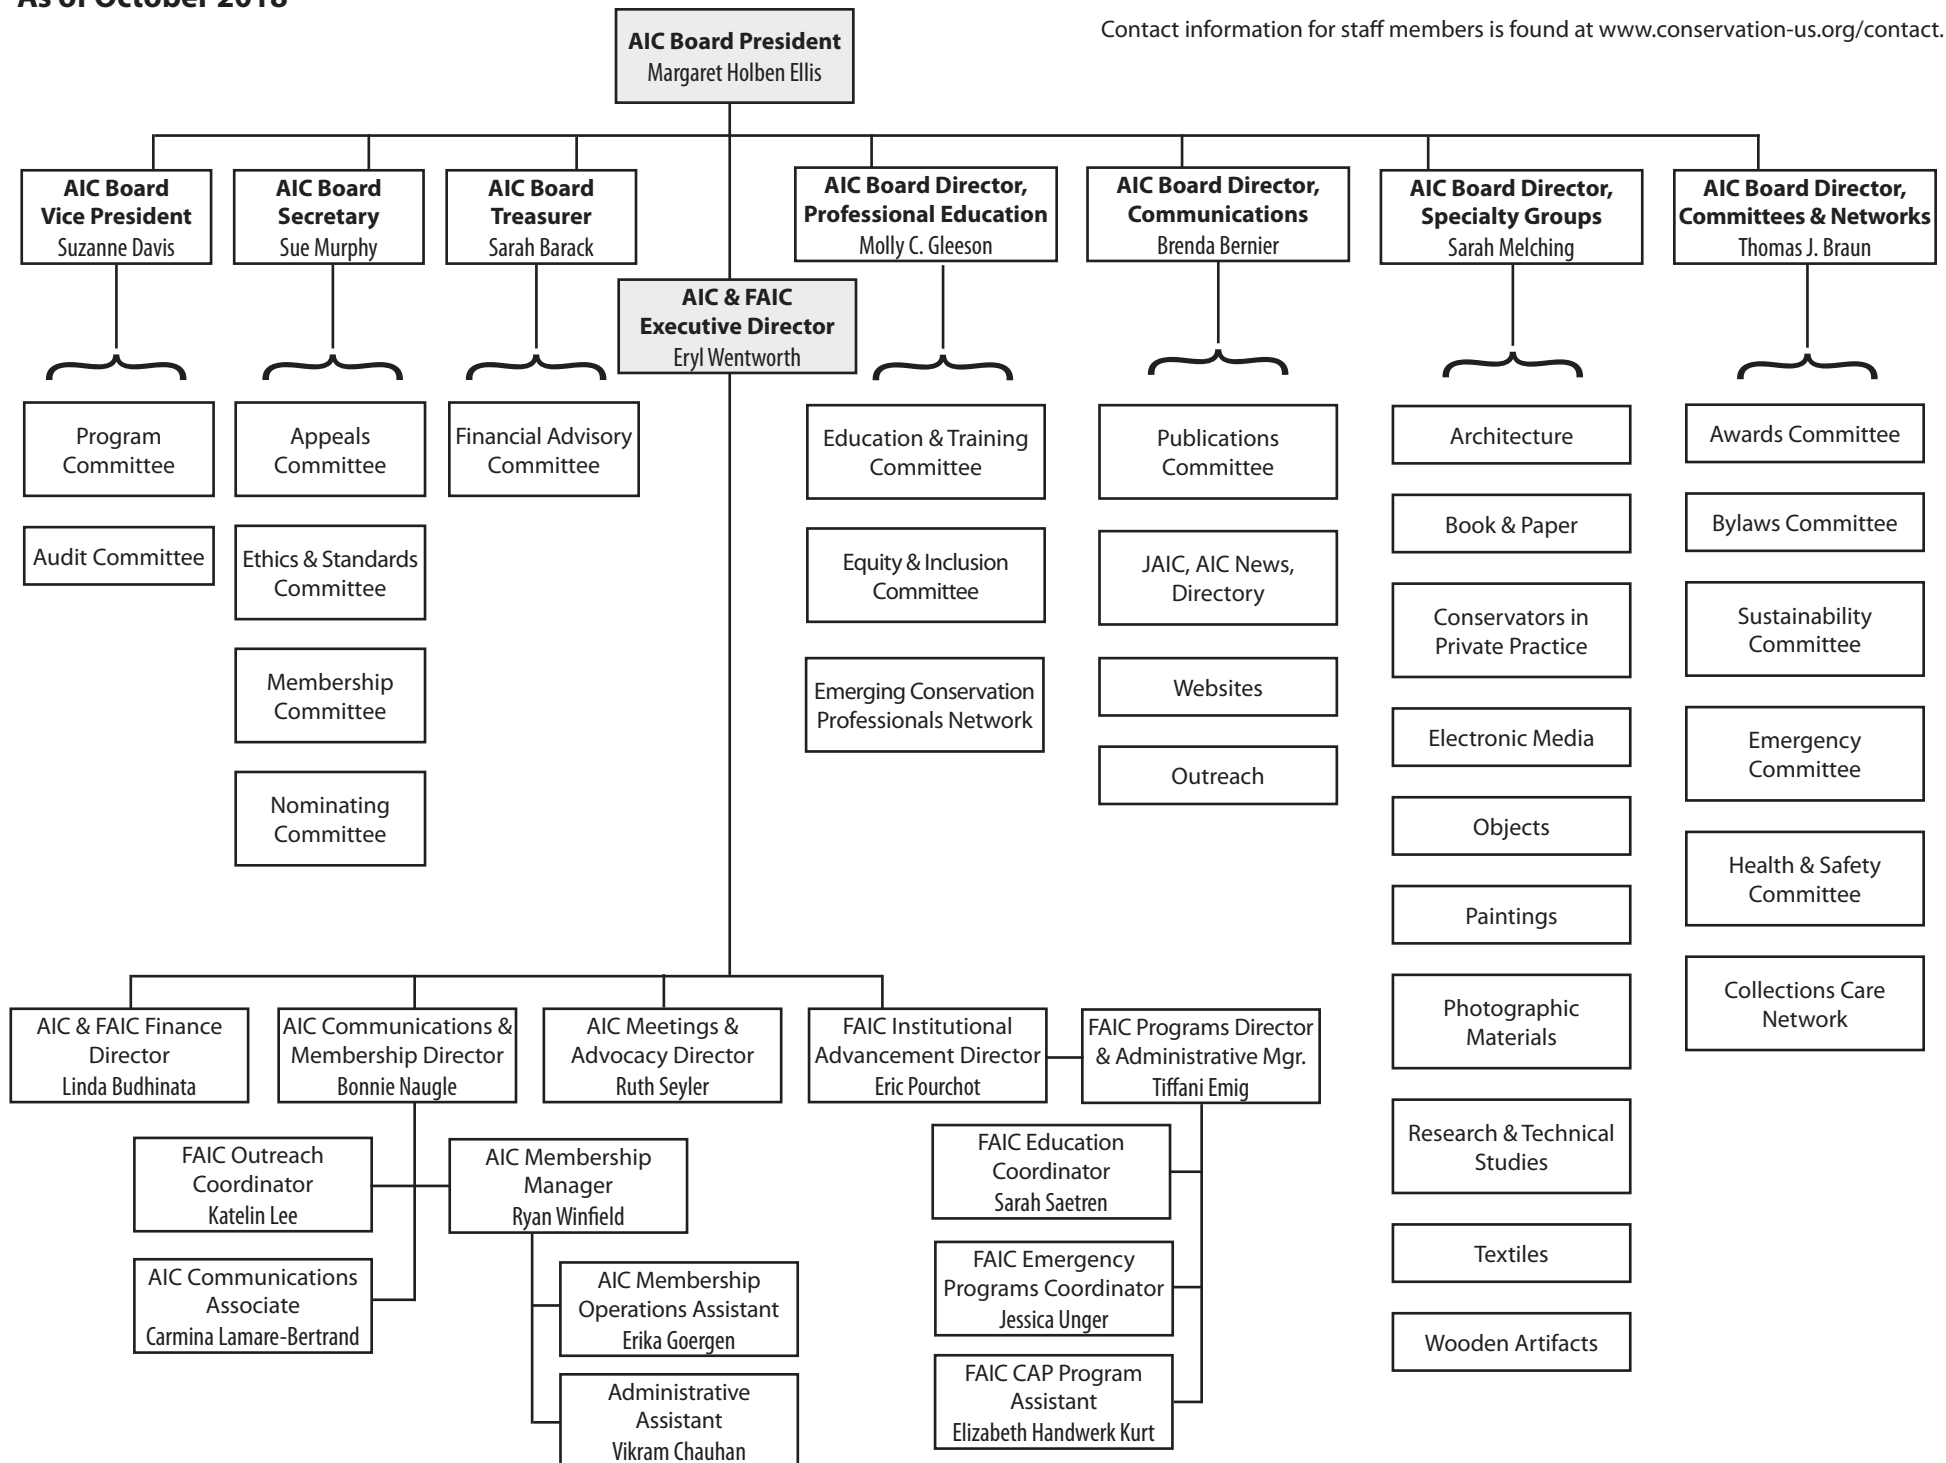 As of October 2018
Contact information for staff members is found at www.conservation-us.org/contact.
AIC Board President
Margaret Holben Ellis
AIC Board
Vice President
Suzanne Davis
AIC Board
Secretary
Sue Murphy
AIC Board
Treasurer
Sarah Barack
AIC Board Director,
Professional Education
Molly C. Gleeson
AIC Board Director,
Communications
Brenda Bernier
AIC Board Director,
Specialty Groups
Sarah Melching
AIC Board Director,
Committees & Networks
Thomas J. Braun
AIC & FAIC
Executive Director
Eryl Wentworth
Program
Committee
Audit Committee
Appeals
Committee
Ethics & Standards
Committee
Membership
Committee
Nominating
Committee
Financial Advisory
Committee
Education & Training
Committee
Equity & Inclusion
Committee
Emerging Conservation
Professionals Network
Publications
Committee
JAIC, AIC News,
Directory
Websites
Outreach
Architecture
Book & Paper
Conservators in
Private Practice
Electronic Media
Objects
Paintings
Photographic
Materials
Research & Technical
Studies
Textiles
Wooden Artifacts
Awards Committee
Bylaws Committee
Sustainability
Committee
Emergency
Committee
Health & Safety
Committee
Collections Care
Network
AIC & FAIC Finance
Director
Linda Budhinata
AIC Communications &
Membership Director
Bonnie Naugle
AIC Meetings &
Advocacy Director
Ruth Seyler
FAIC Institutional
Advancement Director
Eric Pourchot
FAIC Programs Director
& Administrative Mgr.
Tiffani Emig
FAIC Outreach
Coordinator
Katelin Lee
AIC Communications
Associate
Carmina Lamare-Bertrand
AIC Membership
Manager
Ryan Winfield
AIC Membership
Operations Assistant
Erika Goergen
Administrative
Assistant
Vikram Chauhan
FAIC Education
Coordinator
Sarah Saetren
FAIC Emergency
Programs Coordinator
Jessica Unger
FAIC CAP Program
Assistant
Elizabeth Handwerk Kurt